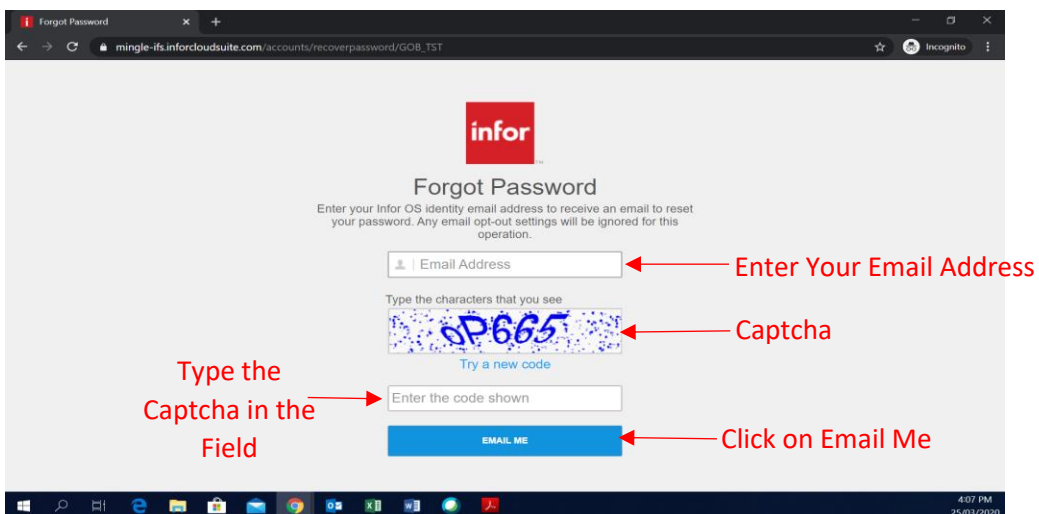 Forgot Password
mingle-ifs.inforcloudsuite.com/accounts/recoverpassword/GOB_TST
Incognito
infor
Forgot Password
Enter your Infor OS identity email address to receive an email to reset
your password. Any email opt-out settings will be ignored for this
operation.
Email Address
Enter Your Email Address
Type the characters that you see
oP665
Captcha
Try a new code
Type the
Captcha in the
Field
Enter the code shown
EMAIL ME
Click on Email Me
4:07 PM
25/03/2020